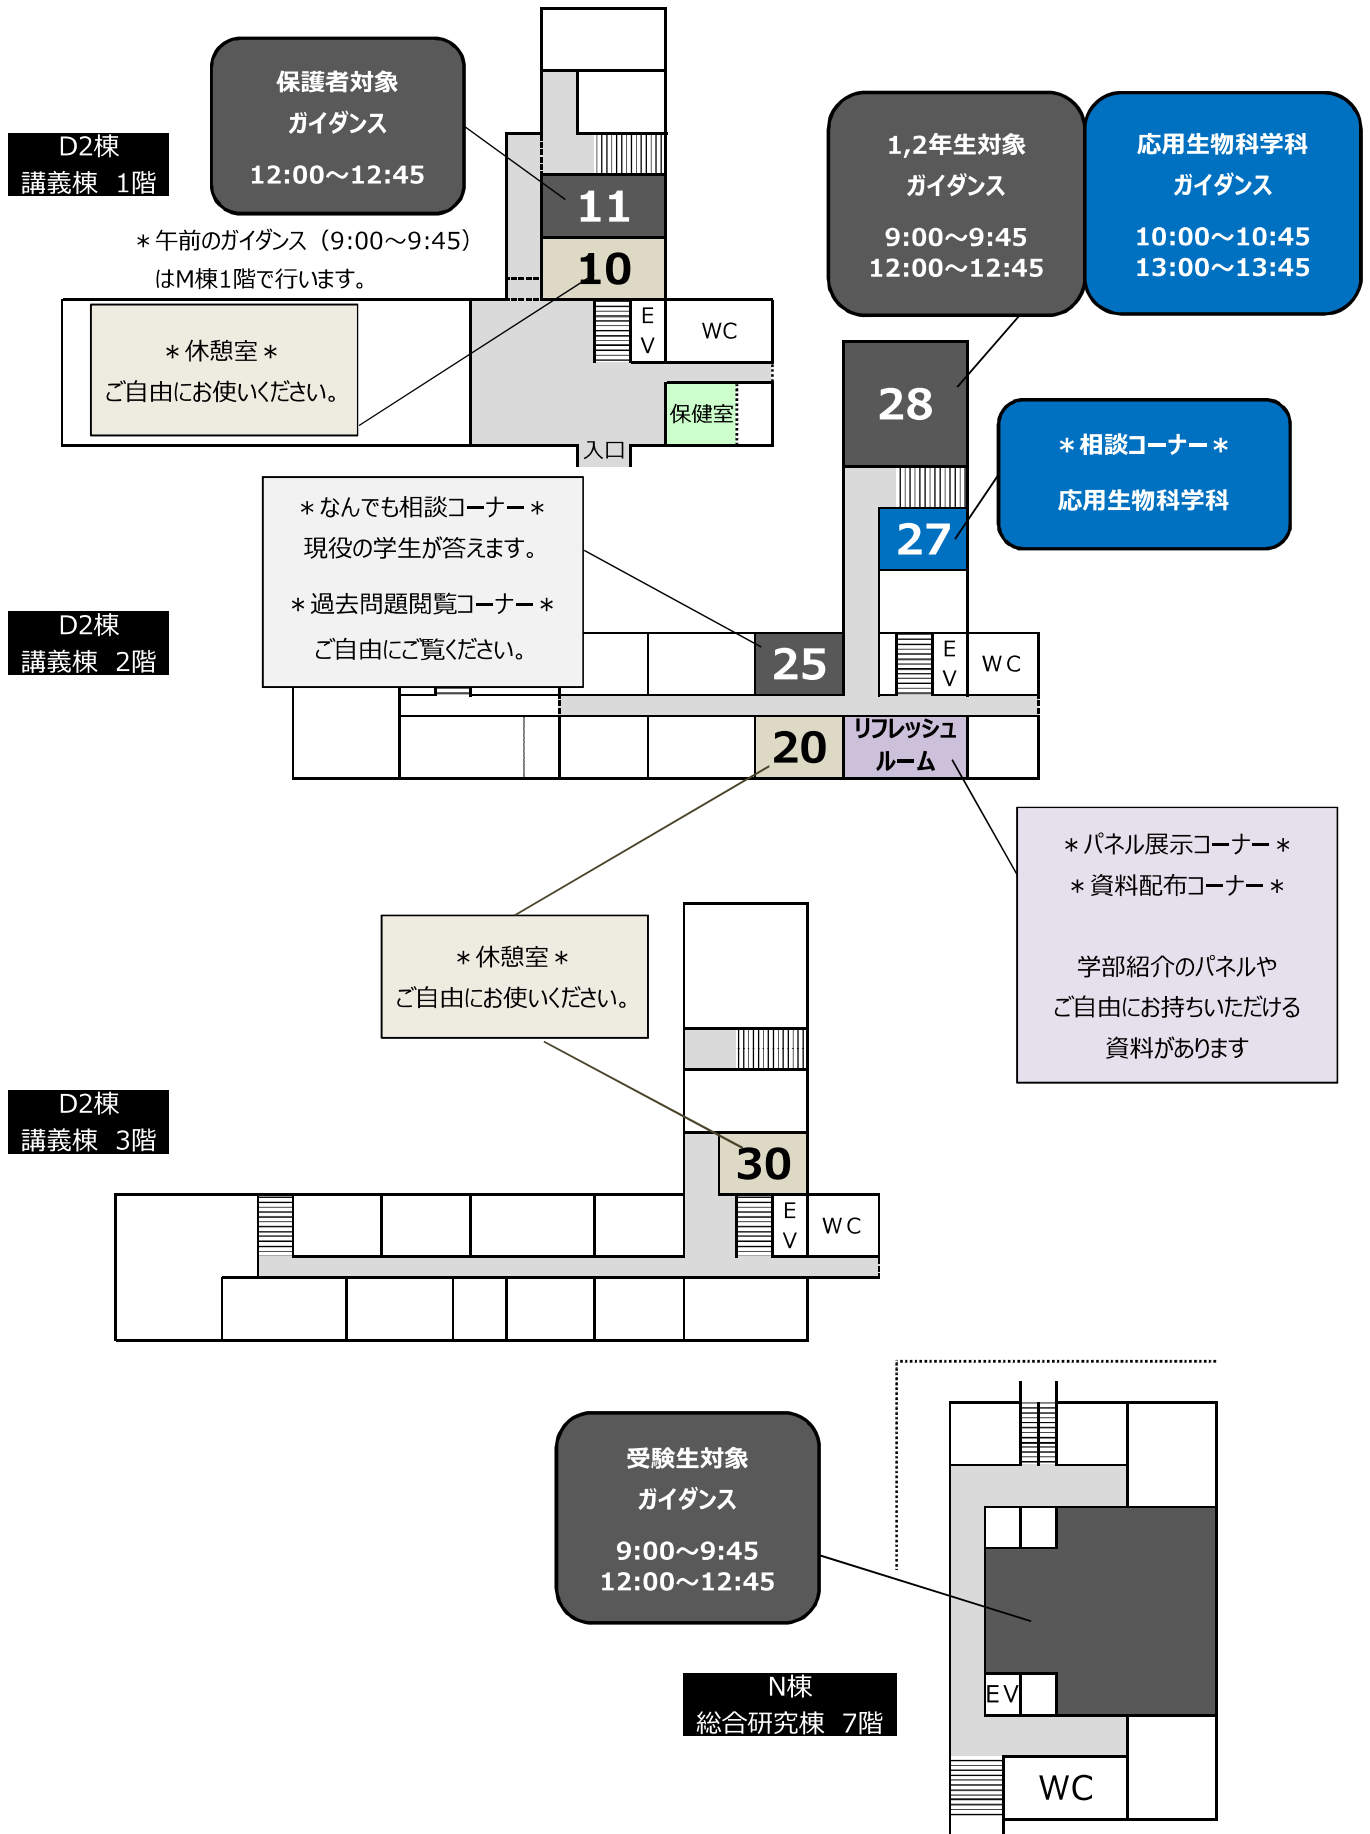 D2棟
講義棟 1階
保護者対象
ガイダンス
12:00～12:45
＊午前のガイダンス（9:00～9:45）
はM棟1階で行います。
11
10
E
V
WC
保健室
入口
＊休憩室＊
ご自由にお使いください。
1,2年生対象
ガイダンス
9:00～9:45
12:00～12:45
応用生物科学科
ガイダンス
10:00～10:45
13:00～13:45
28
＊相談コーナー＊
応用生物科学科
27
＊なんでも相談コーナー＊
現役の学生が答えます。
＊過去問題閲覧コーナー＊
ご自由にご覧ください。
D2棟
講義棟 2階
25
E
V
WC
20
リフレッシュ
ルーム
＊パネル展示コーナー＊
＊資料配布コーナー＊
学部紹介のパネルや
ご自由にお持ちいただける
資料があります
＊休憩室＊
ご自由にお使いください。
D2棟
講義棟 3階
30
E
V
WC
受験生対象
ガイダンス
9:00～9:45
12:00～12:45
N棟
総合研究棟 7階
EV
WC